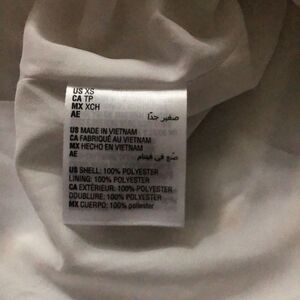 US XS
CA TP
MX XCH
AE صغير جدًا
US MADE IN VIETNAM
CA FABRIQUÉ AU VIETNAM
MX HECHO EN VIETNAM
AE صنع في فيتنام
US SHELL: 100% POLYESTER
LINING: 100% POLYESTER
CA EXTÉRIEUR: 100% POLYESTER
DOUBLURE: 100% POLYESTER
MX CUERPO: 100% poliester